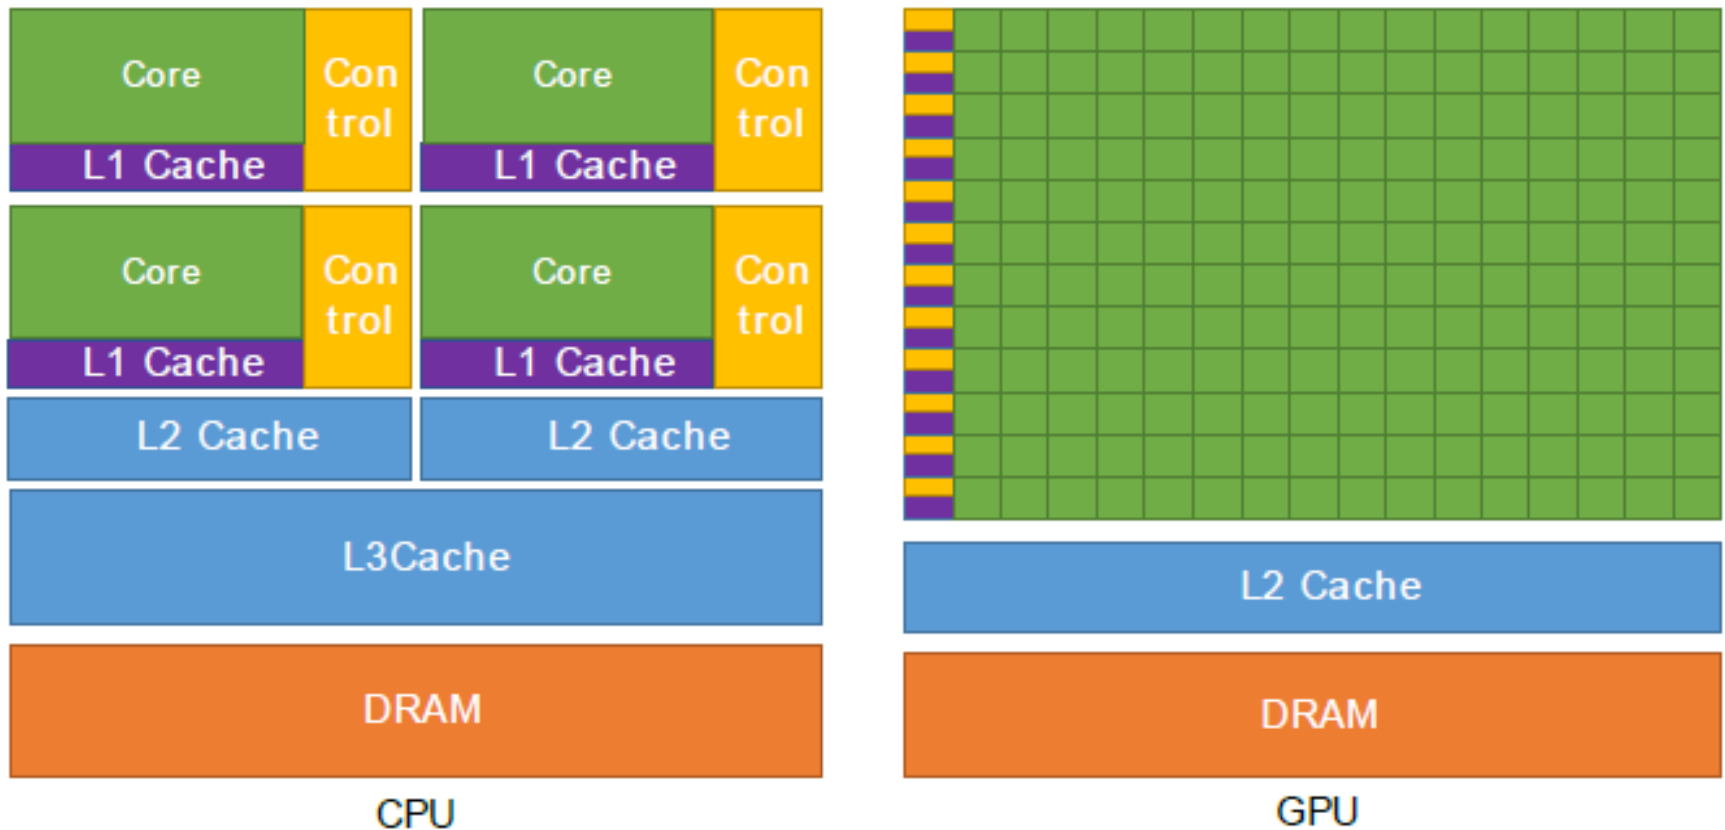 Core
Con
trol
L1 Cache
Core
Con
trol
L1 Cache
Core
Con
trol
L1 Cache
Core
Con
trol
L1 Cache
L2 Cache
L2 Cache
L3Cache
DRAM
CPU
L2 Cache
DRAM
GPU